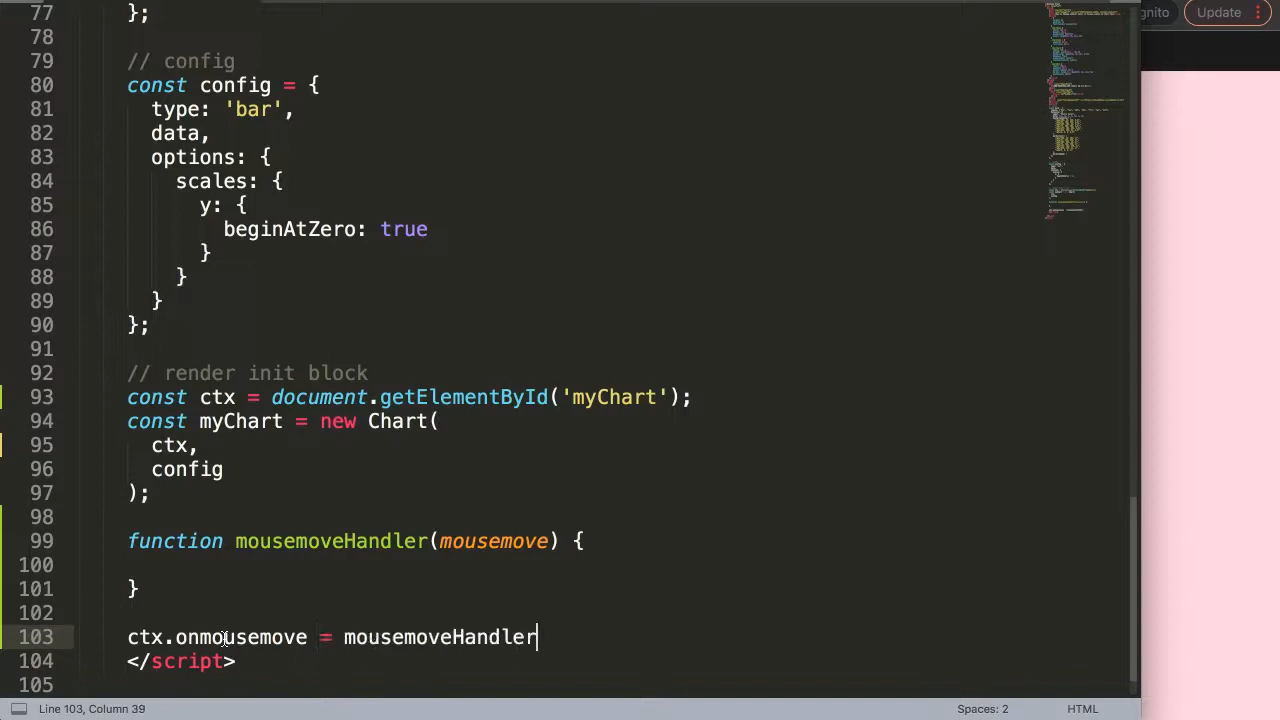 gnito Update
77 };
78
79 // config
80 const config = {
81 type: 'bar',
82 data,
83 options: {
84 scales: {
85 y: {
86 beginAtZero: true
87 }
88 }
89 }
90 };
91
92 // render init block
93 const ctx = document.getElementById('myChart');
94 const myChart = new Chart(
95 ctx,
96 config
97 );
98
99 function mousemoveHandler(mousemove) {
100
101 }
102
103 ctx.onmousemove = mousemoveHandler
104 </script>
105
Line 103, Column 39 Spaces: 2 HTML